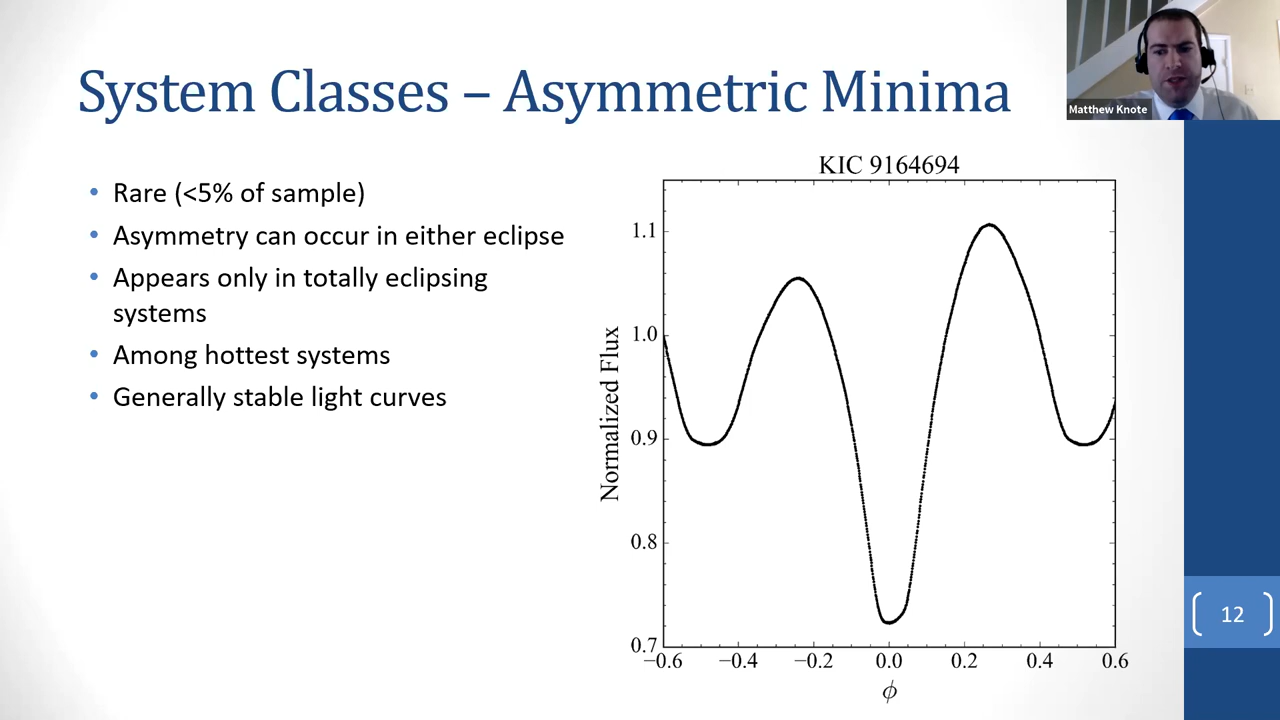 System Classes – Asymmetric Minima
Matthew Knote
• Rare (<5% of sample)
• Asymmetry can occur in either eclipse
• Appears only in totally eclipsing
systems
• Among hottest systems
• Generally stable light curves
KIC 9164694
Normalized Flux
1.1
1.0
0.9
0.8
0.7
−0.6 −0.4 −0.2 0.0 0.2 0.4 0.6
ϕ
12